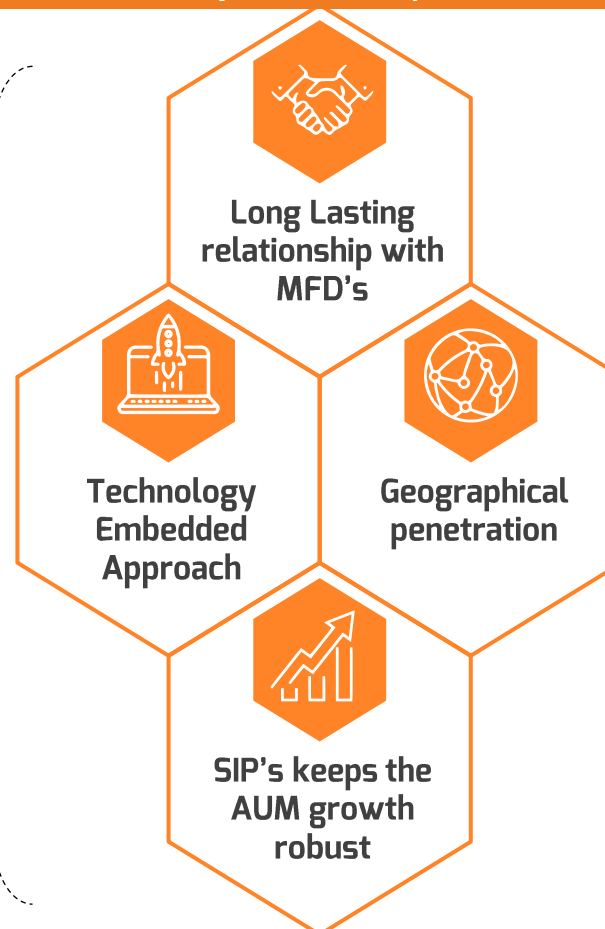 Long Lasting
relationship with
MFD's
Technology
Embedded
Approach
Geographical
penetration
SIP's keeps the
AUM growth
robust